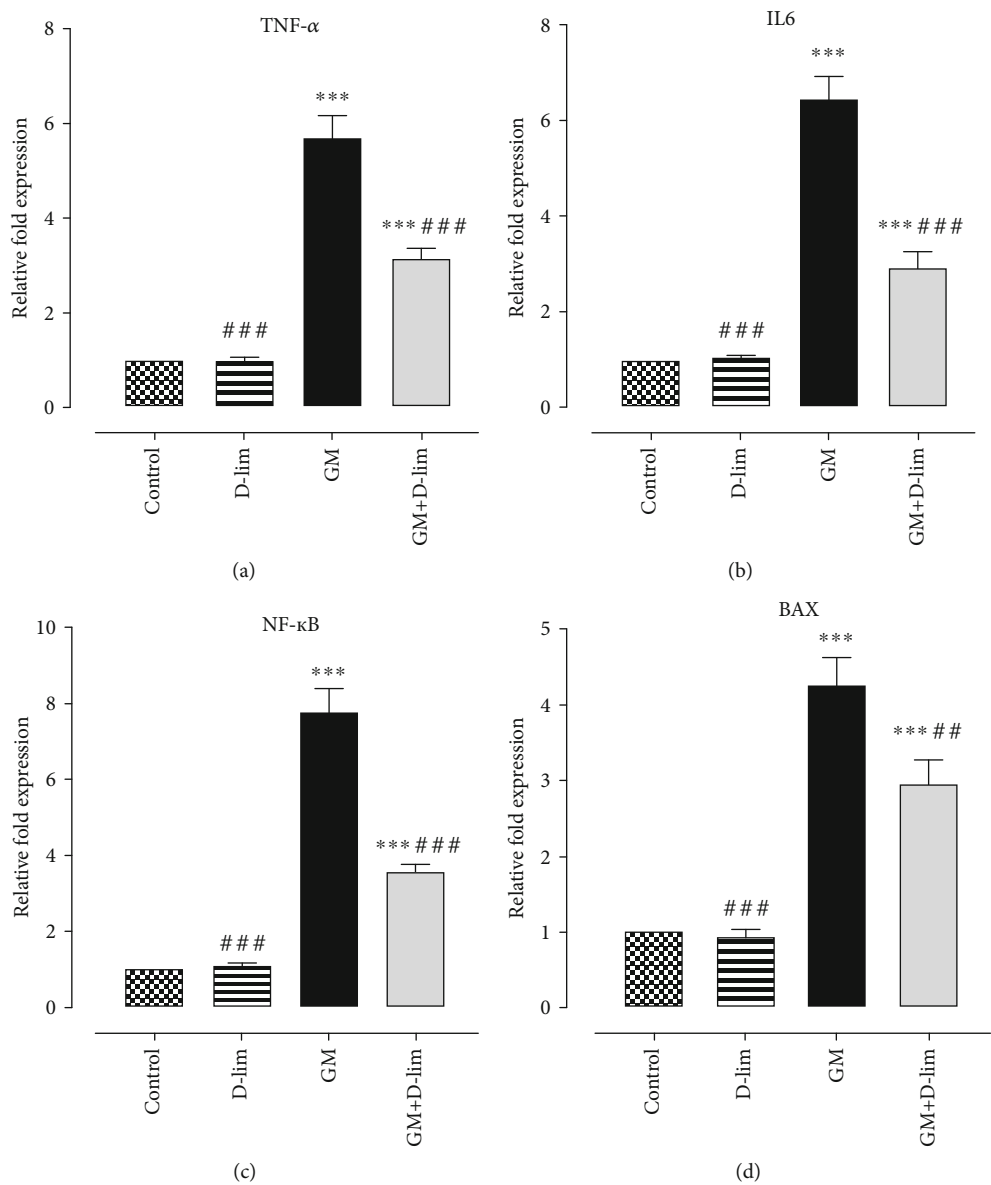 TNF-α
Relative fold expression
8
6
4
2
0
***
***###
###
Control
D-lim
GM
GM+D-lim
(a)
IL6
Relative fold expression
8
6
4
2
0
***
***###
###
Control
D-lim
GM
GM+D-lim
(b)
NF-κB
Relative fold expression
10
8
6
4
2
0
***
***###
###
Control
D-lim
GM
GM+D-lim
(c)
BAX
Relative fold expression
5
4
3
2
1
0
***
***##
###
Control
D-lim
GM
GM+D-lim
(d)